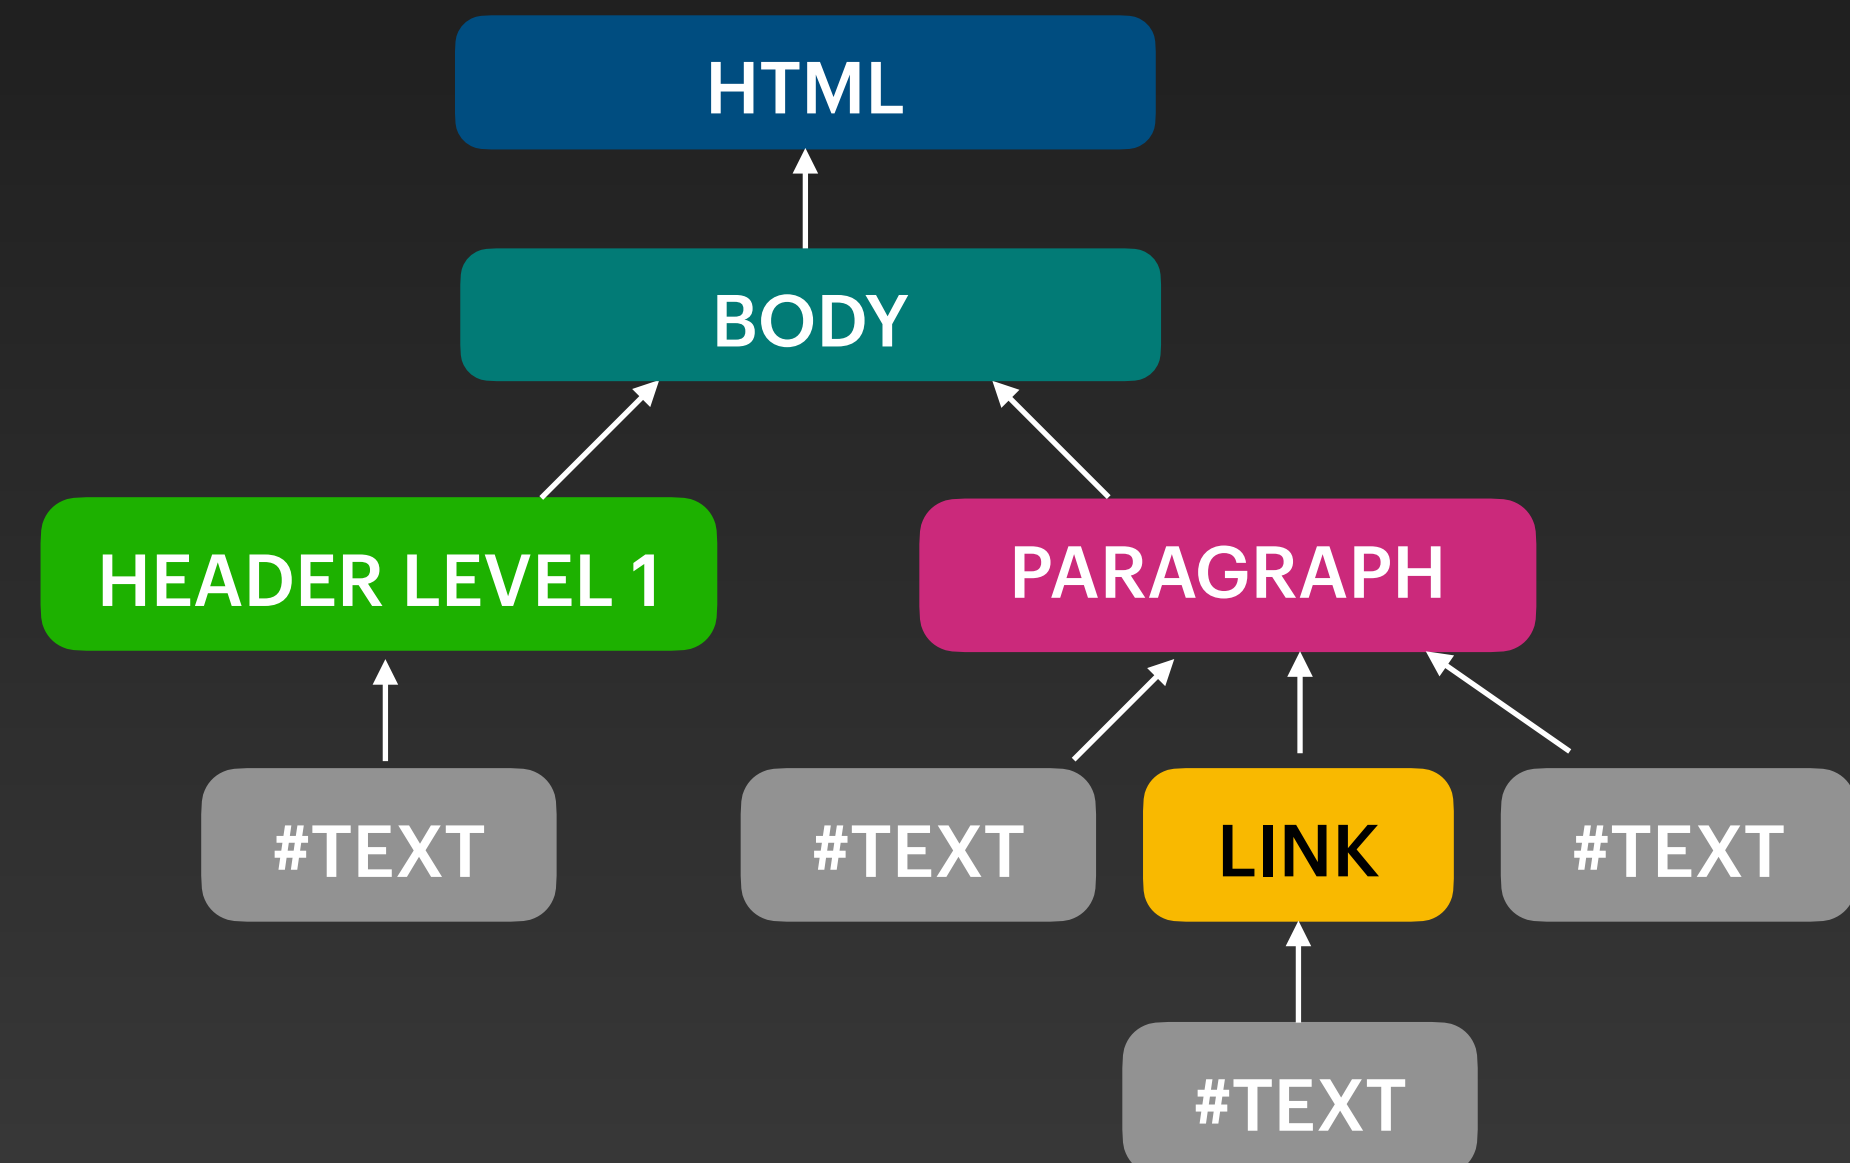 HTML
BODY
HEADER LEVEL 1
PARAGRAPH
#TEXT
#TEXT
LINK
#TEXT
#TEXT